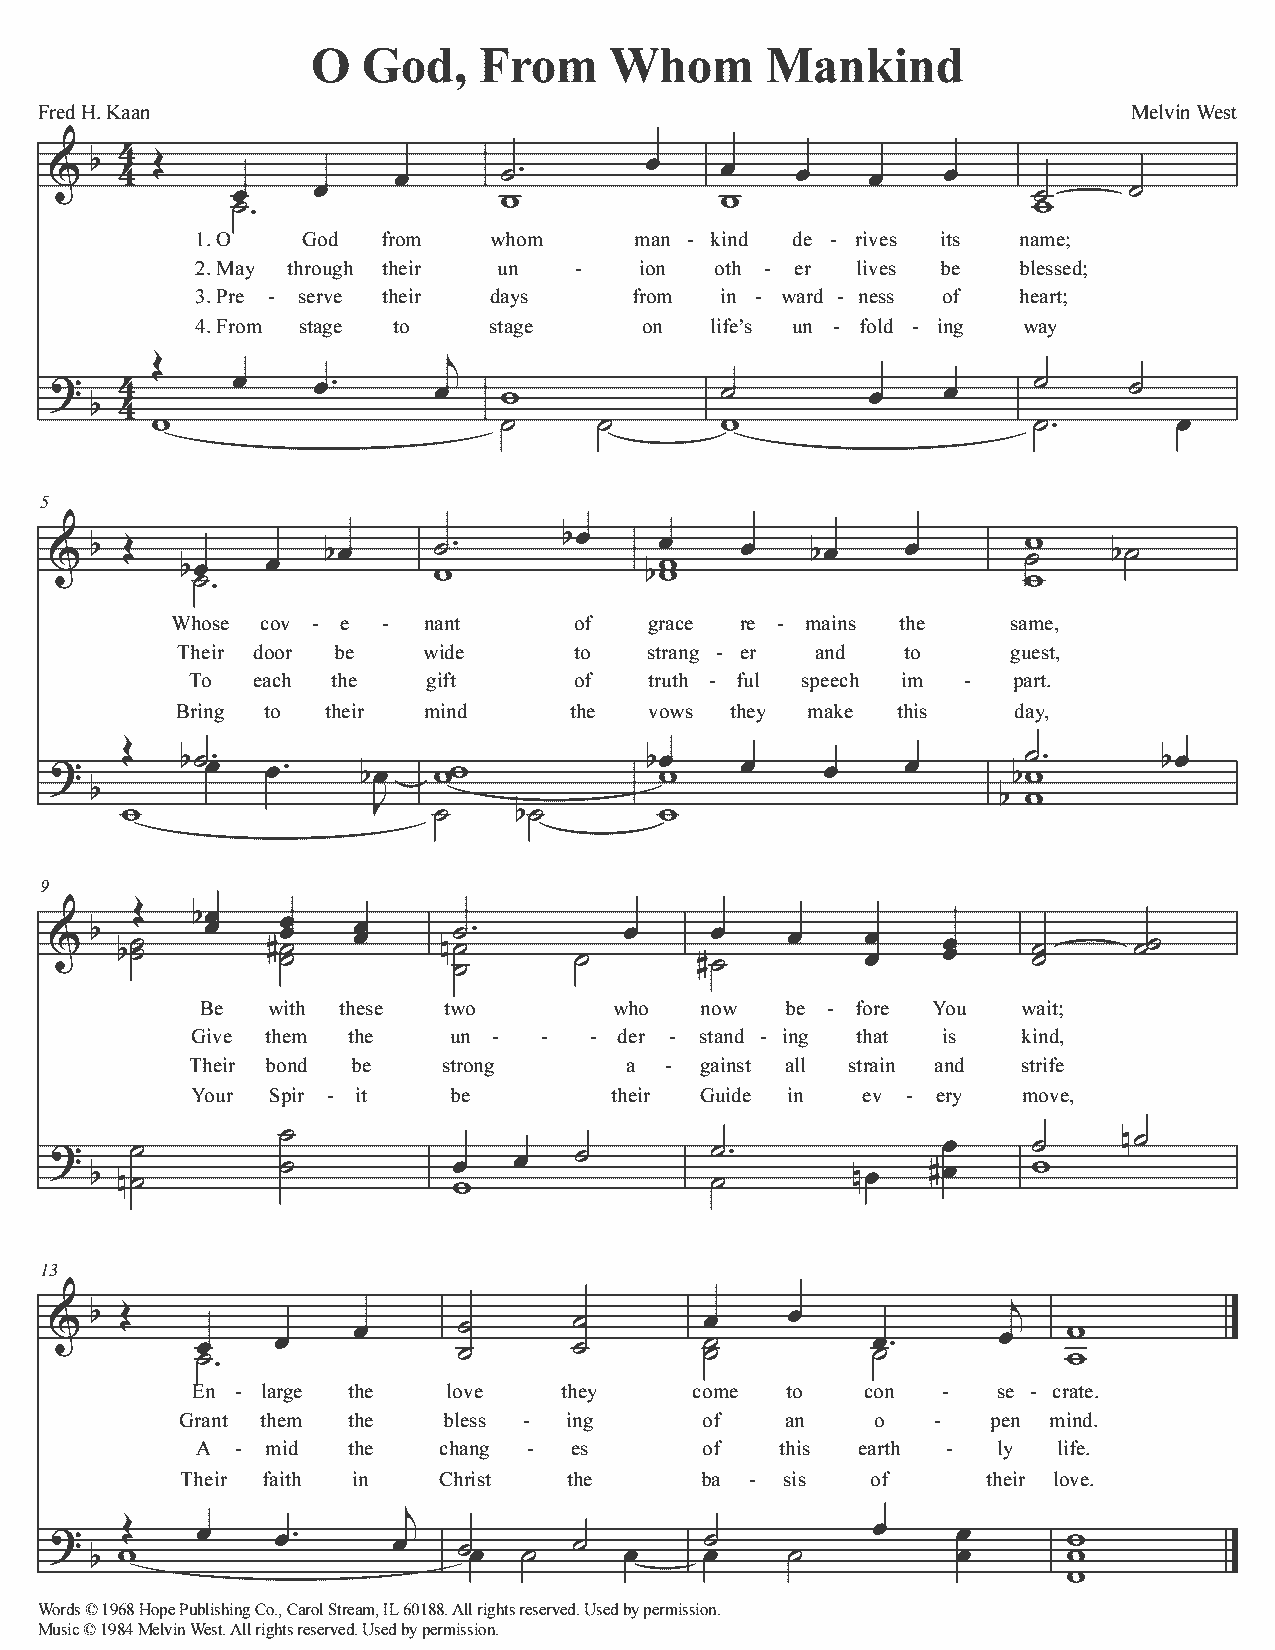 O God, From Whom Mankind
Fred H. Kaan Melvin West
1. O God from whom man - kind de - rives its name;
2. May through their un - ion oth - er lives be blessed;
3. Pre - serve their days from in - ward - ness of heart;
4. From stage to stage on life's un - fold - ing way
5
Whose cov - e - nant of grace re - mains the same,
Their door be wide to strang - er and to guest,
To each the gift of truth - ful speech im - part.
Bring to their mind the vows they make this day,
9
Be with these two who now be - fore You wait;
Give them the un - - - der - stand - ing that is kind,
Their bond be strong a - gainst all strain and strife
Your Spir - it be their Guide in ev - ery move,
13
En - large the love they come to con - se - crate.
Grant them the bless - ing of an o - pen mind.
A - mid the chang - es of this earth - ly life.
Their faith in Christ the ba - sis of their love.
Words © 1968 Hope Publishing Co., Carol Stream, IL 60188. All rights reserved. Used by permission.
Music © 1984 Melvin West. All rights reserved. Used by permission.